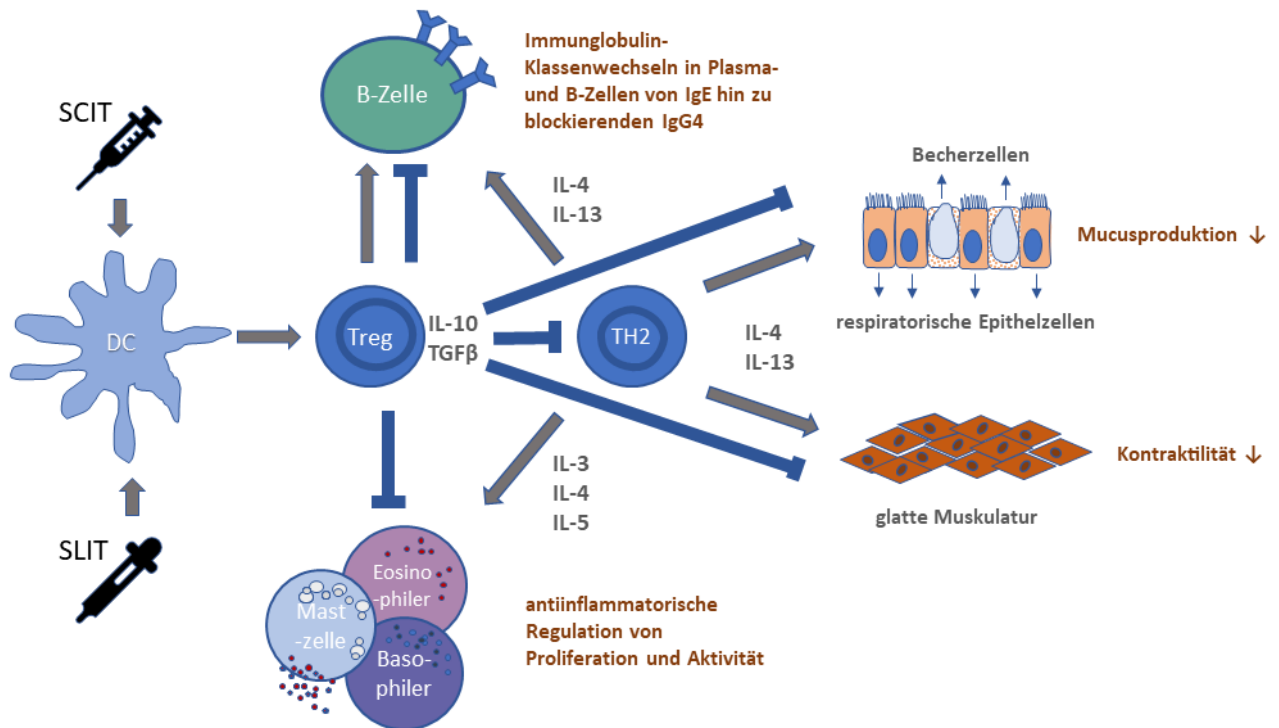 SCIT
B-Zelle
Immunglobulin-
Klassenwechseln in Plasma-
und B-Zellen von IgE hin zu
blockierenden IgG4
IL-4
IL-13
Becherzellen
Mucusproduktion ↓
respiratorische Epithelzellen
DC
Treg
IL-10
TGFβ
TH2
IL-4
IL-13
Kontraktilität ↓
glatte Muskulatur
IL-3
IL-4
IL-5
SLIT
Eosino
-philer
Mast
-zelle
Baso-
philer
antiinflammatorische
Regulation von
Proliferation und Aktivität